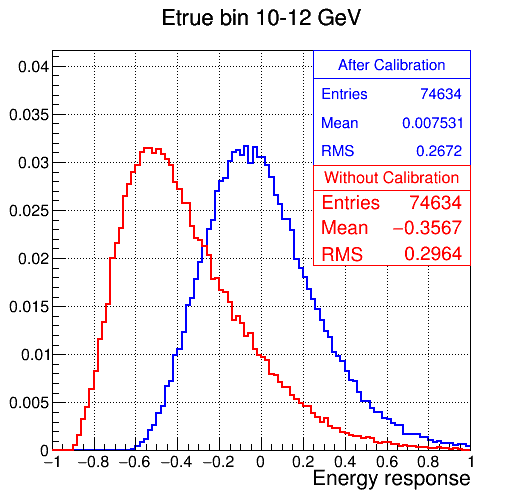 Etrue bin 10-12 GeV
0.04
0.035
0.03
0.025
0.02
0.015
0.01
0.005
0
After Calibration
Entries 74634
Mean 0.007531
RMS 0.2672
Without Calibration
Entries 74634
Mean −0.3567
RMS 0.2964
−1 −0.8 −0.6 −0.4 −0.2 0 0.2 0.4 0.6 0.8 1
Energy response